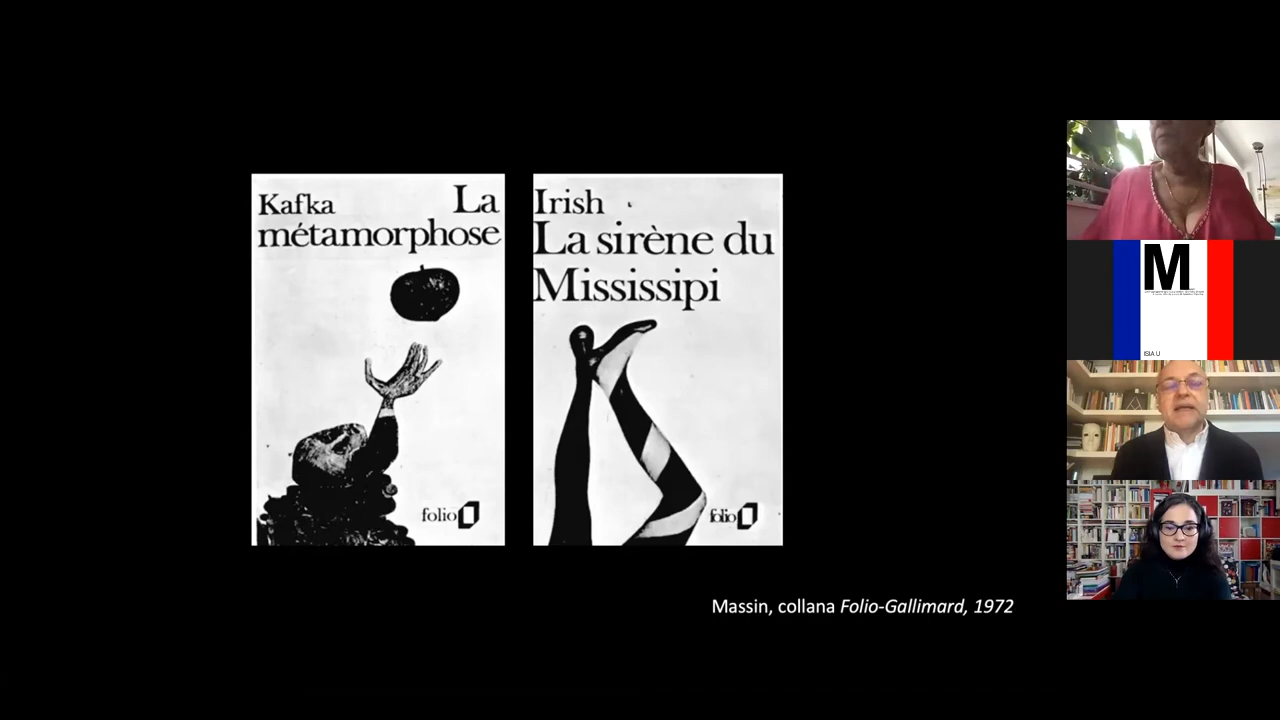 Kafka La
métamorphose
folio
Irish
La sirène du
Mississipi
folio
Massin, collana Folio-Gallimard, 1972
M
ISIA U